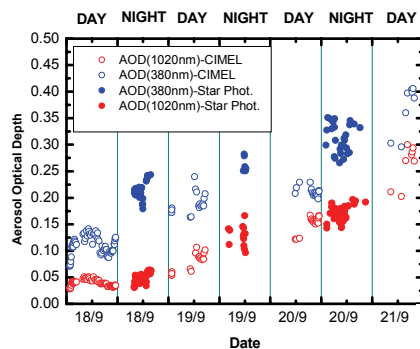 DAY NIGHT DAY NIGHT DAY NIGHT DAY
0.50
0.45
0.40
0.35
0.30
0.25
0.20
0.15
0.10
0.05
0.00
Aerosol Optical Depth
AOD(1020nm)-CIMEL
AOD(380nm)-CIMEL
AOD(380nm)-Star Phot.
AOD(1020nm)-Star Phot.
18/9 18/9 19/9 19/9 20/9 20/9 21/9
Date